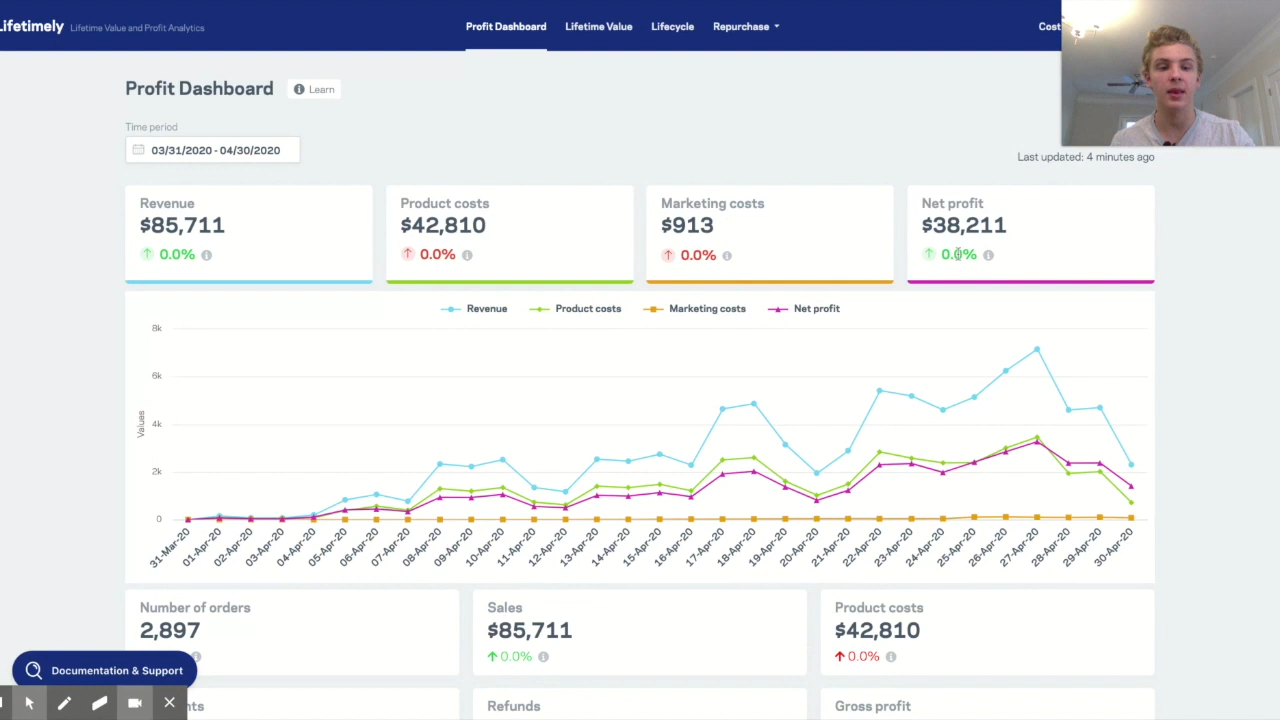 Lifetimely Lifetime Value and Profit Analytics
Profit Dashboard Lifetime Value Lifecycle Repurchase
Cost
Profit Dashboard
Learn
Time period
03/31/2020 - 04/30/2020
Last updated: 4 minutes ago
Revenue
$85,711
0.0%
Product costs
$42,810
0.0%
Marketing costs
$913
0.0%
Net profit
$38,211
0.0%
Revenue Product costs Marketing costs Net profit
8k
6k
4k
2k
0
Values
31-Mar-20 01-Apr-20 02-Apr-20 03-Apr-20 04-Apr-20 05-Apr-20 06-Apr-20 07-Apr-20 08-Apr-20 09-Apr-20 10-Apr-20 11-Apr-20 12-Apr-20 13-Apr-20 14-Apr-20 15-Apr-20 16-Apr-20 17-Apr-20 18-Apr-20 19-Apr-20 20-Apr-20 21-Apr-20 22-Apr-20 23-Apr-20 24-Apr-20 25-Apr-20 26-Apr-20 27-Apr-20 28-Apr-20 29-Apr-20 30-Apr-20
Number of orders
2,897
Sales
$85,711
0.0%
Product costs
$42,810
0.0%
Documentation & Support
nts
Refunds
Gross profit